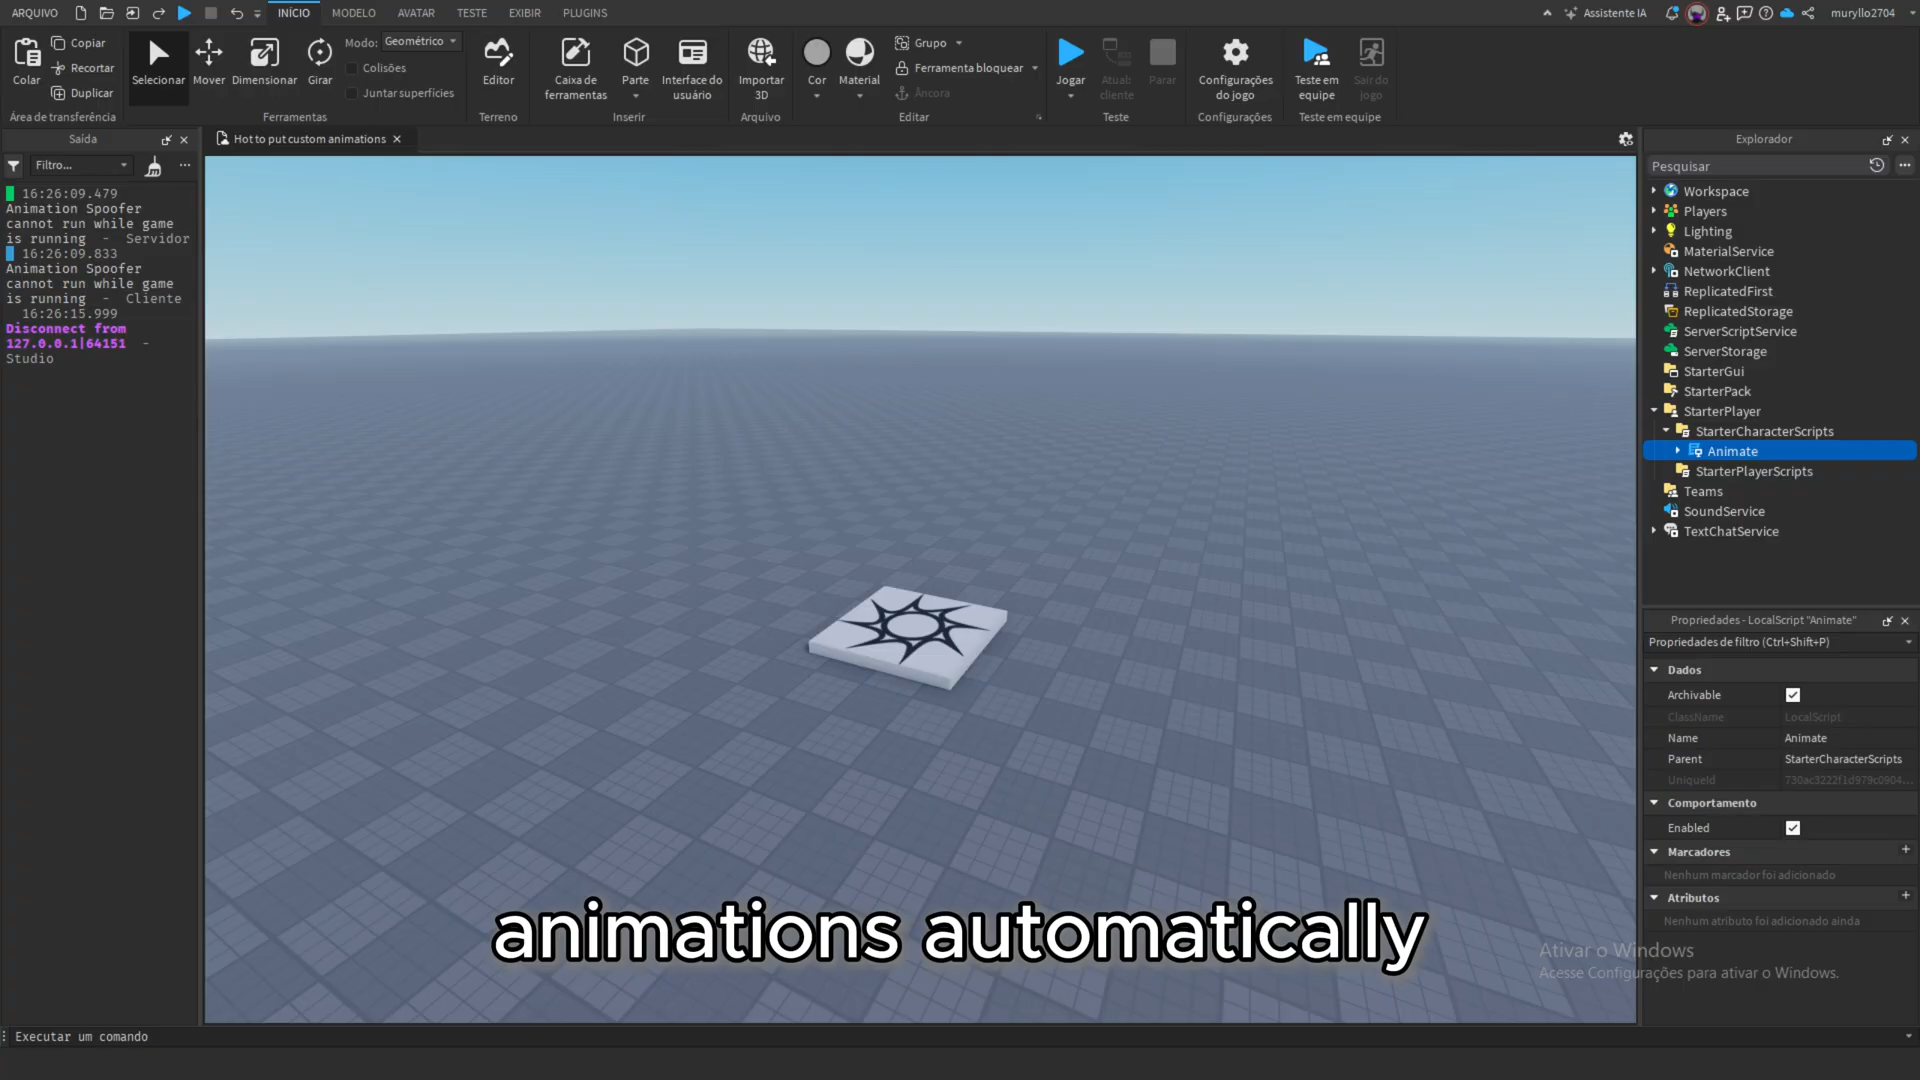 ARQUIVO
INÍCIO
MODELO
AVATAR
TESTE
EXIBIR
PLUGINS
Assistente IA
muryllo2704
Colar
Copiar
Recortar
Duplicar
Área de transferência
Selecionar
Mover
Dimensionar
Girar
Modo: Geométrico
Colisões
Juntar superfícies
Ferramentas
Editor
Terreno
Caixa de
ferramentas
Parte
Interface do
usuário
Inserir
Importar
3D
Arquivo
Cor
Material
Grupo
Ferramenta bloquear
Âncora
Editar
Jogar
Atuab
cliente
Parar
Teste
Configurações
do jogo
Configurações
Teste em
equipe
Sair do
jogo
Teste em equipe
Saída
Filtro...
16:26:09.479
Animation Spoofer
cannot run while game
is running - Servidor
16:26:09.833
Animation Spoofer
cannot run while game
is running - Cliente
16:26:15.999
Disconnect from
127.0.0.1|64151 -
Studio
Hot to put custom animations
animations automatically
Explorador
Pesquisar
Workspace
Players
Lighting
MaterialService
NetworkClient
ReplicatedFirst
ReplicatedStorage
ServerScriptService
ServerStorage
StarterGui
StarterPack
StarterPlayer
StarterCharacterScripts
Animate
StarterPlayerScripts
Teams
SoundService
TextChatService
Propriedades - LocalScript "Animate"
Propriedades de filtro (Ctrl+Shift+P)
Dados
Archivable
ClassName LocalScript
Name Animate
Parent StarterCharacterScripts
UniqueId 730ac3222f1d979c0904...
Comportamento
Enabled
Marcadores
Nenhum marcador foi adicionado
Atributos
Nenhum atributo foi adicionado ainda
Ativar o Windows
Acesse Configurações para ativar o Windows.
Executar um comando